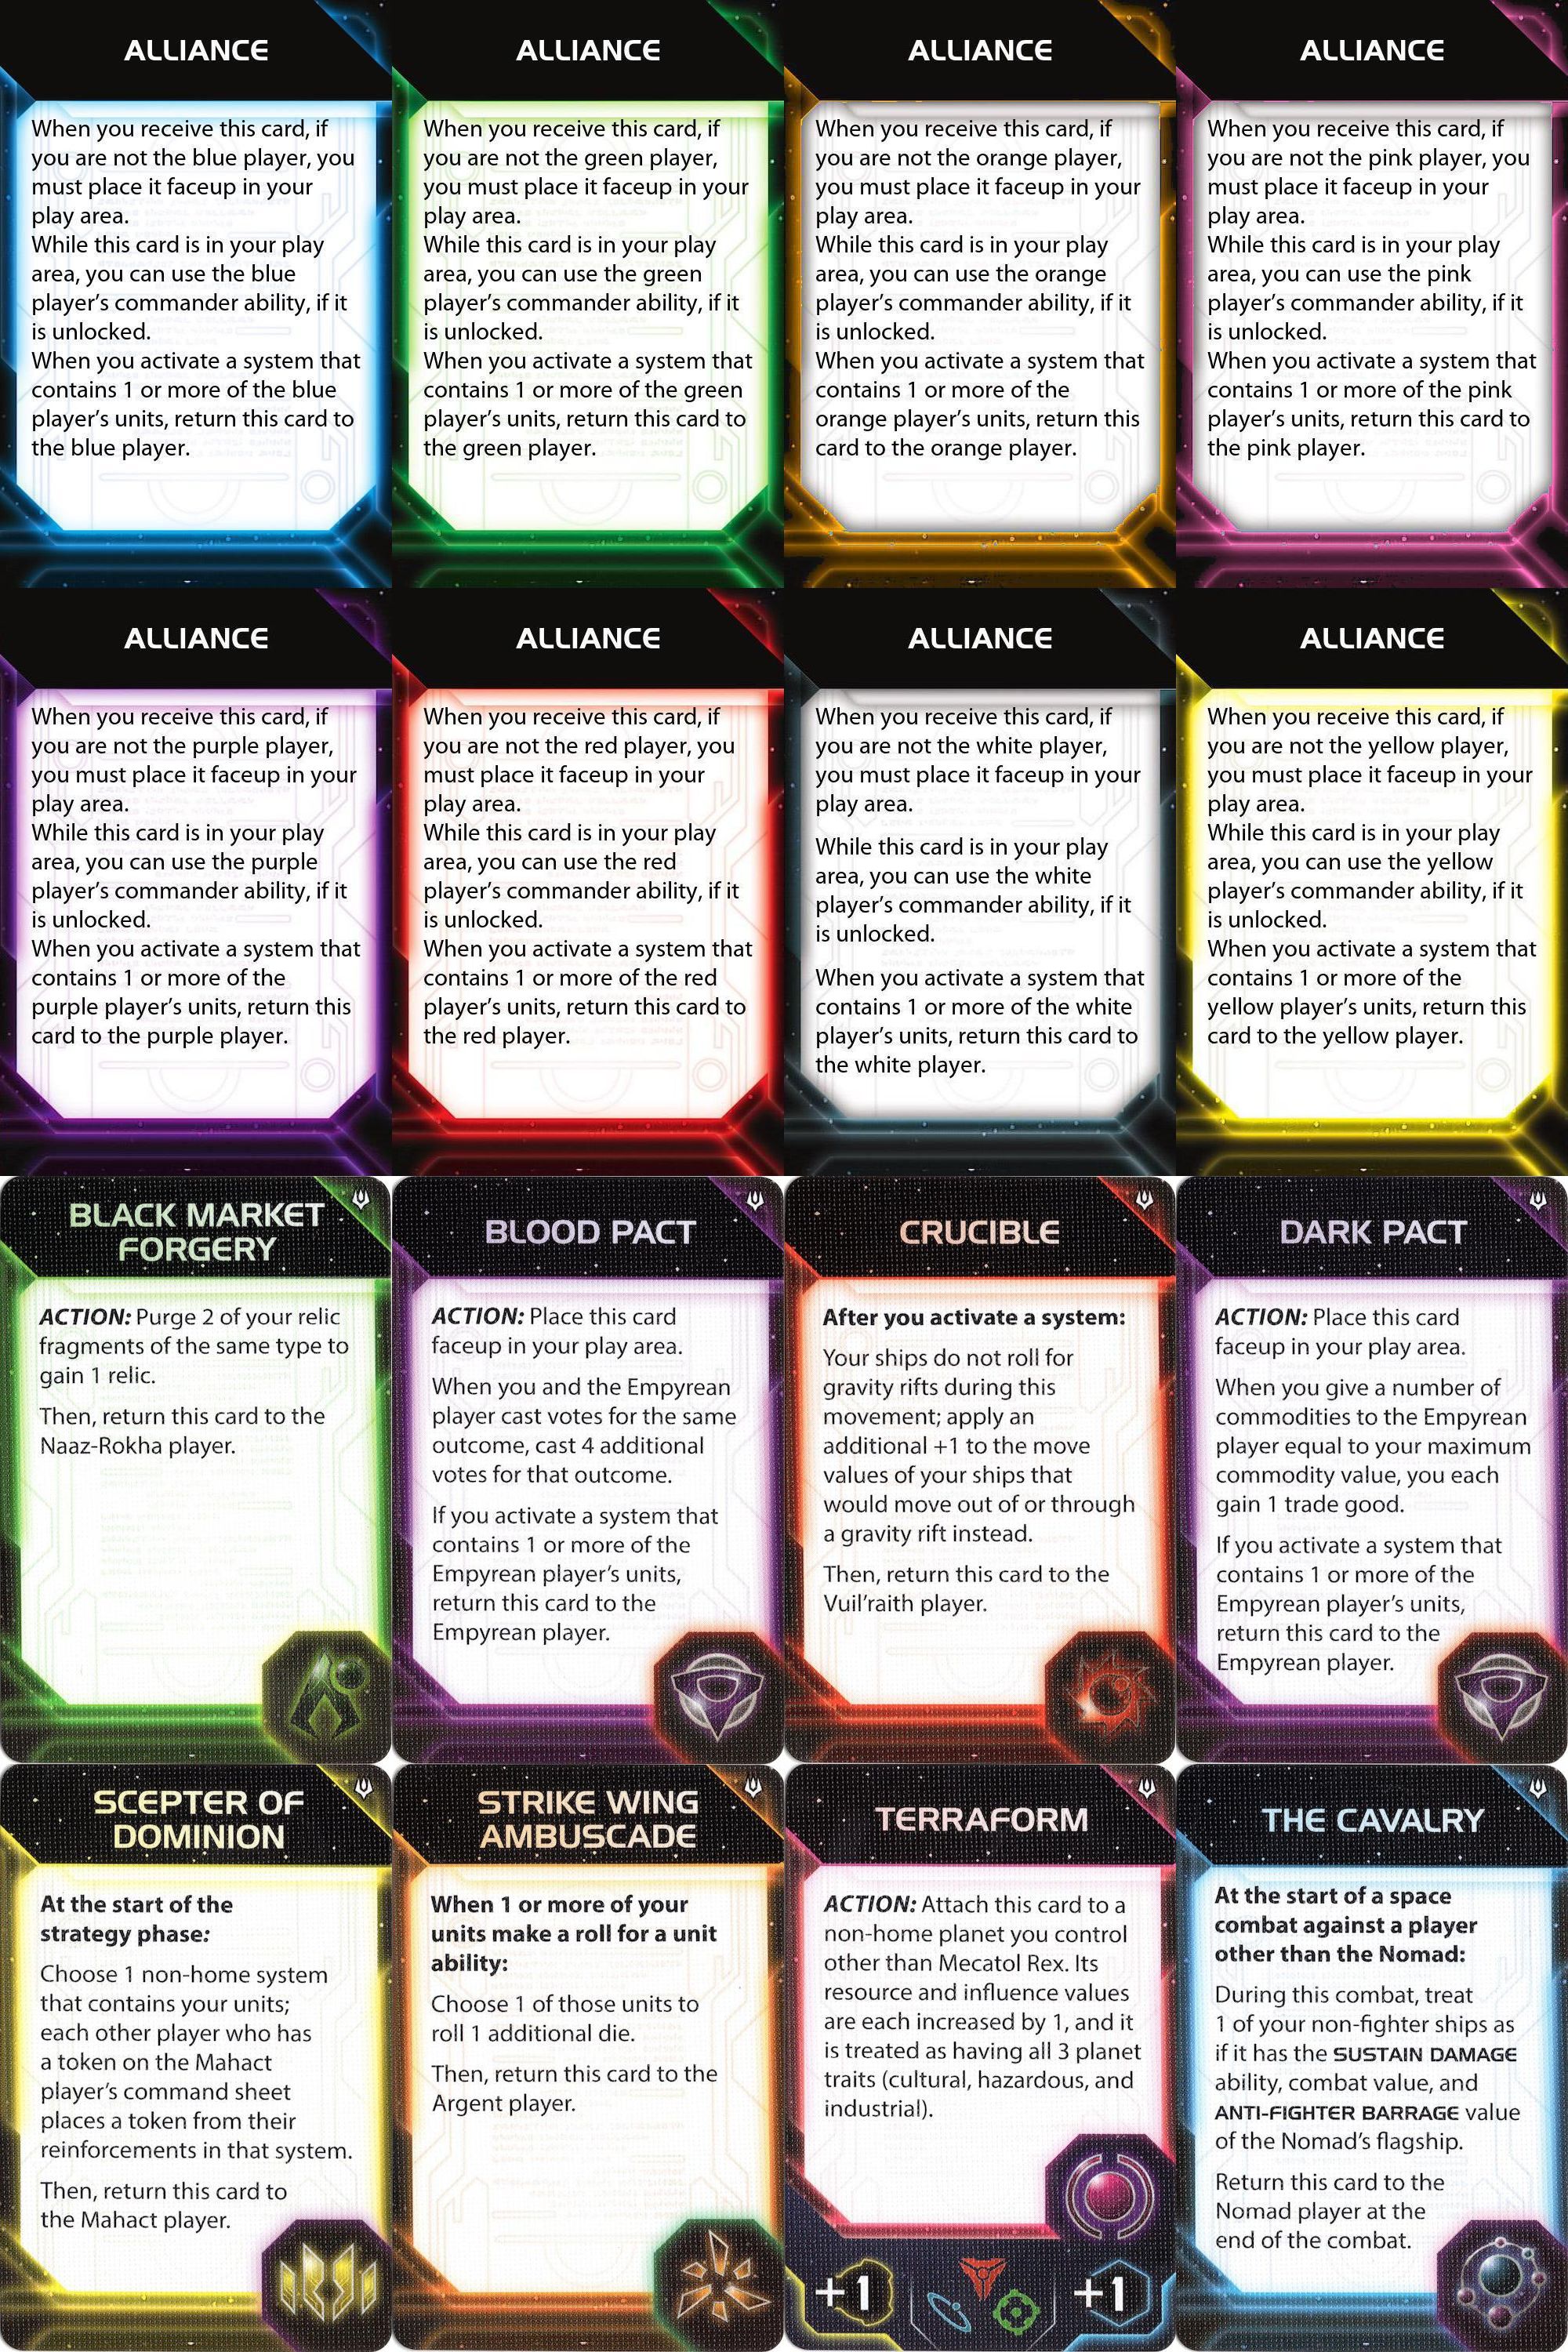 ALLIANCE
When you receive this card, if
you are not the blue player, you
must place it faceup in your
play area.
While this card is in your play
area, you can use the blue
player’s commander ability, if it
is unlocked.
When you activate a system that
contains 1 or more of the blue
player’s units, return this card to
the blue player.
ALLIANCE
When you receive this card, if
you are not the green player,
you must place it faceup in your
play area.
While this card is in your play
area, you can use the green
player’s commander ability, if it
is unlocked.
When you activate a system that
contains 1 or more of the green
player’s units, return this card to
the green player.
ALLIANCE
When you receive this card, if
you are not the orange player,
you must place it faceup in your
play area.
While this card is in your play
area, you can use the orange
player’s commander ability, if it
is unlocked.
When you activate a system that
contains 1 or more of the
orange player’s units, return this
card to the orange player.
ALLIANCE
When you receive this card, if
you are not the pink player, you
must place it faceup in your
play area.
While this card is in your play
area, you can use the pink
player’s commander ability, if it
is unlocked.
When you activate a system that
contains 1 or more of the pink
player’s units, return this card to
the pink player.
ALLIANCE
When you receive this card, if
you are not the purple player,
you must place it faceup in your
play area.
While this card is in your play
area, you can use the purple
player’s commander ability, if it
is unlocked.
When you activate a system that
contains 1 or more of the
purple player’s units, return this
card to the purple player.
ALLIANCE
When you receive this card, if
you are not the red player, you
must place it faceup in your
play area.
While this card is in your play
area, you can use the red
player’s commander ability, if it
is unlocked.
When you activate a system that
contains 1 or more of the red
player’s units, return this card to
the red player.
ALLIANCE
When you receive this card, if
you are not the white player,
you must place it faceup in your
play area.
While this card is in your play
area, you can use the white
player’s commander ability, if it
is unlocked.
When you activate a system that
contains 1 or more of the white
player’s units, return this card to
the white player.
ALLIANCE
When you receive this card, if
you are not the yellow player,
you must place it faceup in your
play area.
While this card is in your play
area, you can use the yellow
player’s commander ability, if it
is unlocked.
When you activate a system that
contains 1 or more of the
yellow player’s units, return this
card to the yellow player.
BLACK MARKET
FORGERY
ACTION: Purge 2 of your relic
fragments of the same type to
gain 1 relic.
Then, return this card to the
Naaz-Rokha player.
BLOOD PACT
ACTION: Place this card
faceup in your play area.
When you and the Empyrean
player cast votes for the same
outcome, cast 4 additional
votes for that outcome.
If you activate a system that
contains 1 or more of the
Empyrean player’s units,
return this card to the
Empyrean player.
CRUCIBLE
After you activate a system:
Your ships do not roll for
gravity rifts during this
movement; apply an
additional +1 to the move
values of your ships that
would move out of or through
a gravity rift instead.
Then, return this card to the
Vuil’raith player.
DARK PACT
ACTION: Place this card
faceup in your play area.
When you give a number of
commodities to the Empyrean
player equal to your maximum
commodity value, you each
gain 1 trade good.
If you activate a system that
contains 1 or more of the
Empyrean player’s units,
return this card to the
Empyrean player.
SCEPTER OF
DOMINION
At the start of the
strategy phase:
Choose 1 non-home system
that contains your units;
each other player who has
a token on the Mahact
player’s command sheet
places a token from their
reinforcements in that system.
Then, return this card to
the Mahact player.
STRIKE WING
AMBUSCADE
When 1 or more of your
units make a roll for a unit
ability:
Choose 1 of those units to
roll 1 additional die.
Then, return this card to the
Argent player.
TERRAFORM
ACTION: Attach this card to a
non-home planet you control
other than Mecatol Rex. Its
resource and influence values
are each increased by 1, and it
is treated as having all 3 planet
traits (cultural, hazardous, and
industrial).
+1
+1
THE CAVALRY
At the start of a space
combat against a player
other than the Nomad:
During this combat, treat
1 of your non-fighter ships as
if it has the SUSTAIN DAMAGE
ability, combat value, and
ANTI-FIGHTER BARRAGE value
of the Nomad’s flagship.
Return this card to the
Nomad player at the
end of the combat.